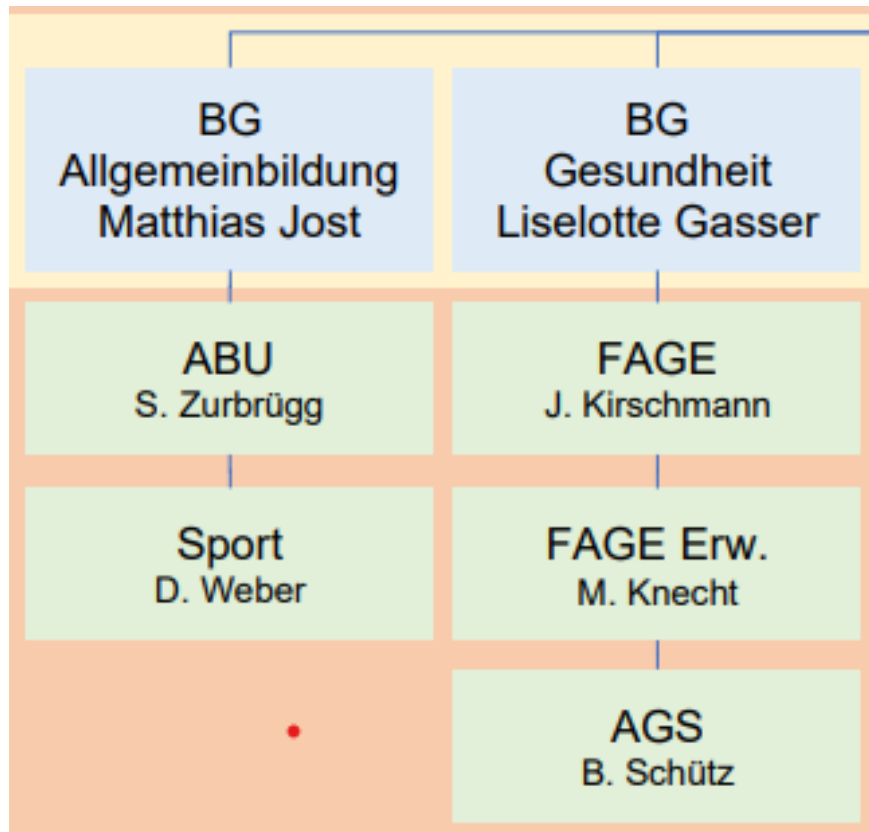 BG
Allgemeinbildung
Matthias Jost
ABU
S. Zurbrügg
Sport
D. Weber
BG
Gesundheit
Liselotte Gasser
FAGE
J. Kirschmann
FAGE Erw.
M. Knecht
AGS
B. Schütz